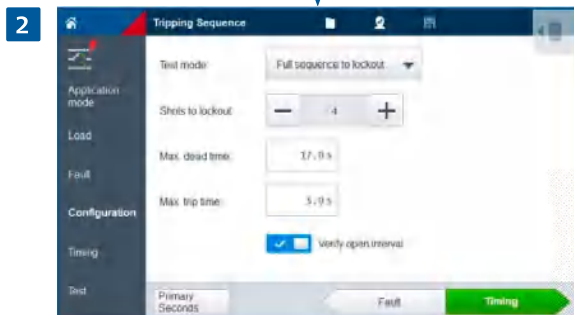 2
Tripping Sequence
Application
mode
Load
Fault
Configuration
Timing
Test
Test mode
Full sequence to lockout
Shots to lockout
4
Max. dead time
17.0 s
Max. trip time
5.0 s
Verify open interval
Primary
Seconds
Fault
Timing